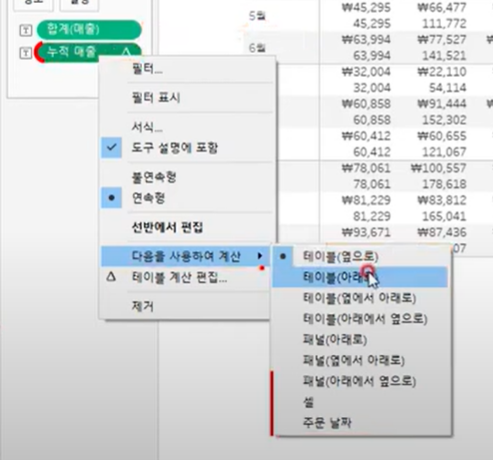 합계(매출)
누적 매출 △
필터...
필터 표시
서식...
도구 설명에 포함
불연속형
연속형
선반에서 편집
다음을 사용하여 계산
테이블 계산 편집...
제거
테이블(옆으로)
테이블(아래로
테이블(옆에서 아래로)
테이블(아래에서 옆으로)
패널(아래로)
패널(옆에서 아래로)
패널(아래에서 옆으로)
셀
주문 날짜
5월
6월
₩45,295 ₩66,477
45,295 111,772
₩63,994 ₩77,527
63,994 141,521
₩32,004 ₩22,110
32,004 54,114
₩60,858 ₩91,444
60,858 152,302
₩60,412 ₩60,655
60,412 121,067
₩78,061 ₩100,557
78,061 178,618
₩81,229 ₩83,812
81,229 165,041
₩93,671 ₩87,436
07